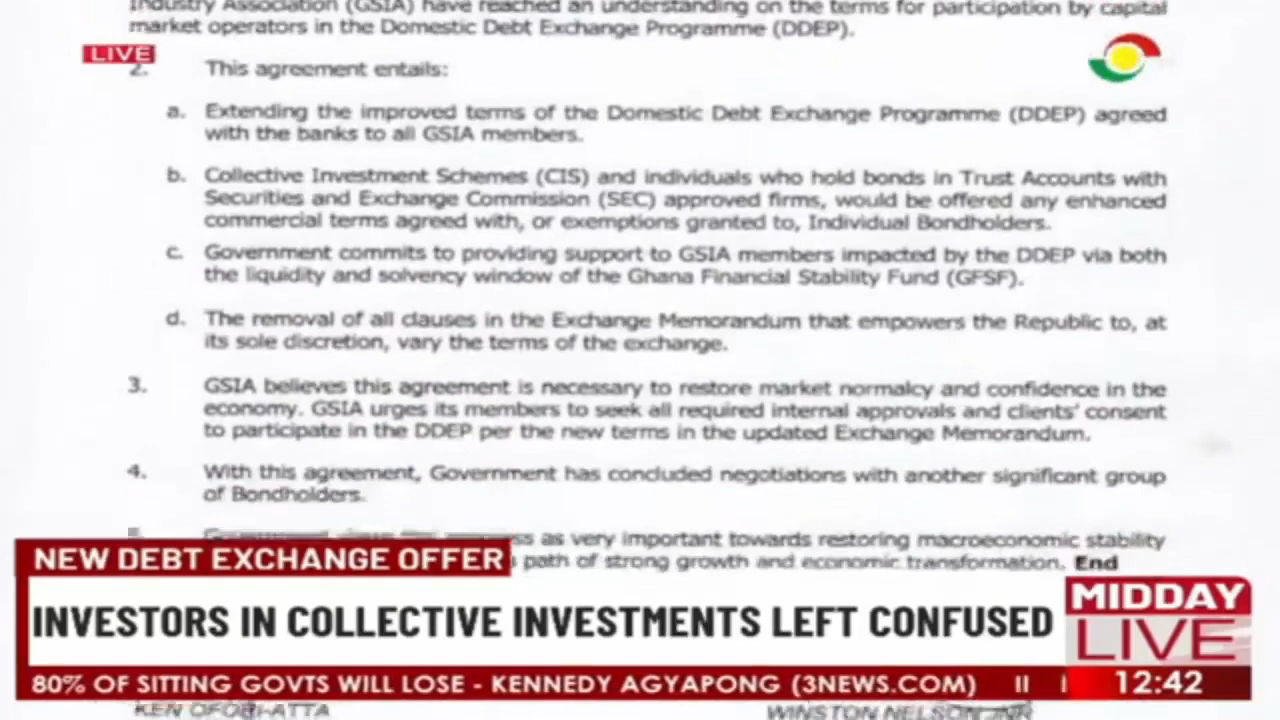 Industry Association (GSIA) have reached an understanding on the terms for participation by capital
market operators in the Domestic Debt Exchange Programme (DDEP).
LIVE
2. This agreement entails:
a. Extending the improved terms of the Domestic Debt Exchange Programme (DDEP) agreed
with the banks to all GSIA members.
b. Collective Investment Schemes (CIS) and individuals who hold bonds in Trust Accounts with
Securities and Exchange Commission (SEC) approved firms, would be offered any enhanced
commercial terms agreed with, or exemptions granted to, Individual Bondholders.
c. Government commits to providing support to GSIA members impacted by the DDEP via both
the liquidity and solvency window of the Ghana Financial Stability Fund (GFSF).
d. The removal of all clauses in the Exchange Memorandum that empowers the Republic to, at
its sole discretion, vary the terms of the exchange.
3. GSIA believes this agreement is necessary to restore market normalcy and confidence in the
economy. GSIA urges its members to seek all required internal approvals and clients' consent
to participate in the DDEP per the new terms in the updated Exchange Memorandum.
4. With this agreement, Government has concluded negotiations with another significant group
of Bondholders.
as very important towards restoring macroeconomic stability
path of strong growth and economic transformation. End
NEW DEBT EXCHANGE OFFER
INVESTORS IN COLLECTIVE INVESTMENTS LEFT CONFUSED
MIDDAY
LIVE
80% OF SITTING GOVTS WILL LOSE - KENNEDY AGYAPONG (3NEWS.COM)
12:42
KEN OFORI-ATTA
WINSTON NELSON JNR